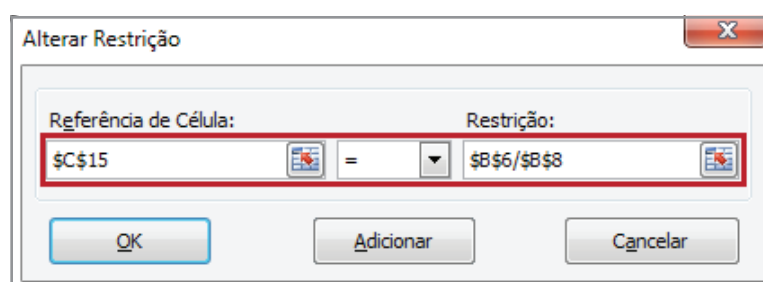 Alterar Restrição
Referência de Célula: Restrição:
$C$15 = $B$6/$B$8
OK Adicionar Cancelar